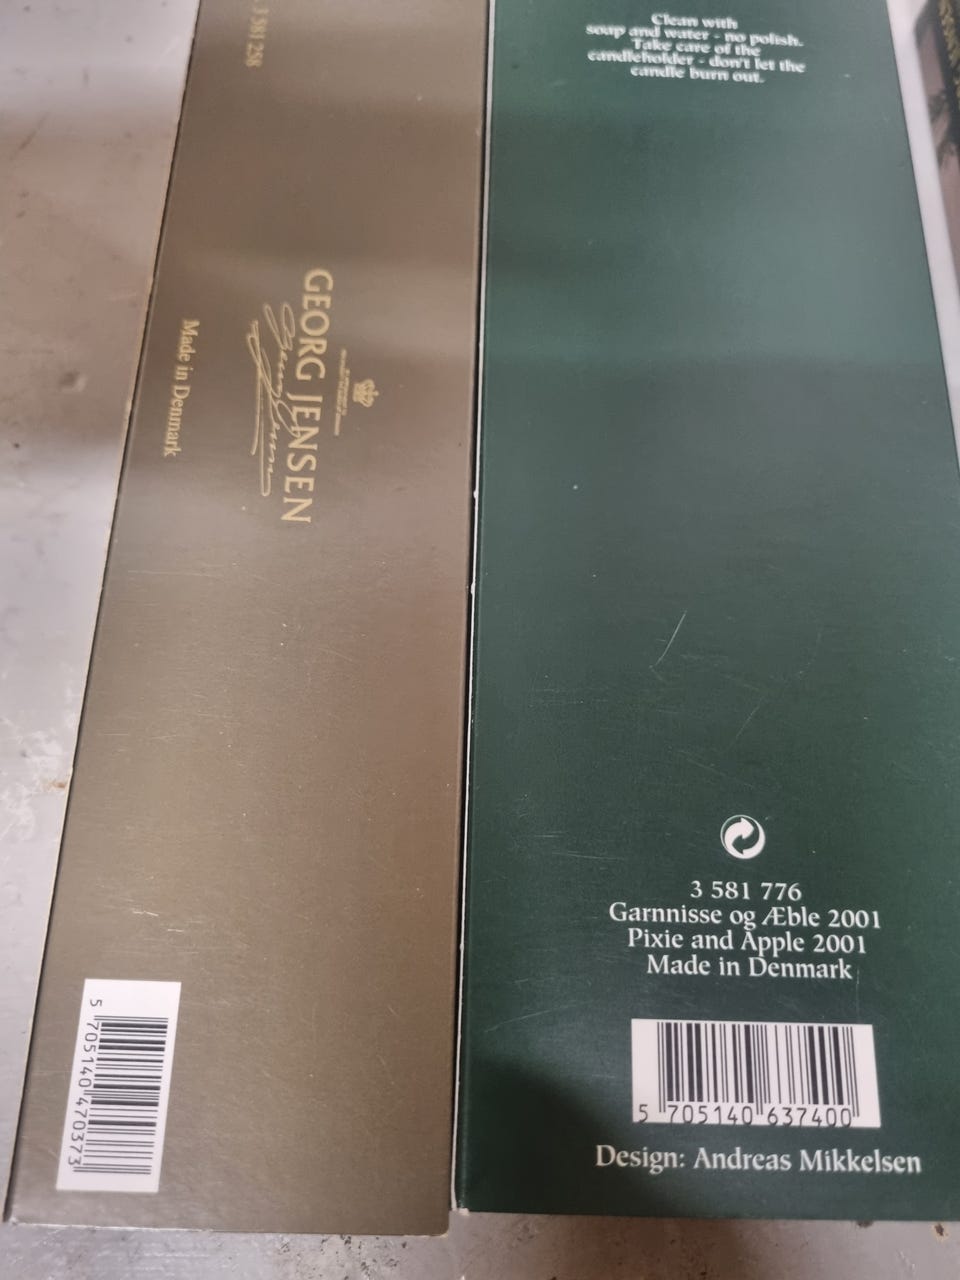 3 581 258
GEORG JENSEN
Georg Jensen
Made in Denmark
5 705140 470373
Clean with
soap and water - no polish.
Take care of the
candleholder - don't let the
candle burn out.
3 581 776
Garnnisse og Æble 2001
Pixie and Apple 2001
Made in Denmark
5 705140 637400
Design: Andreas Mikkelsen